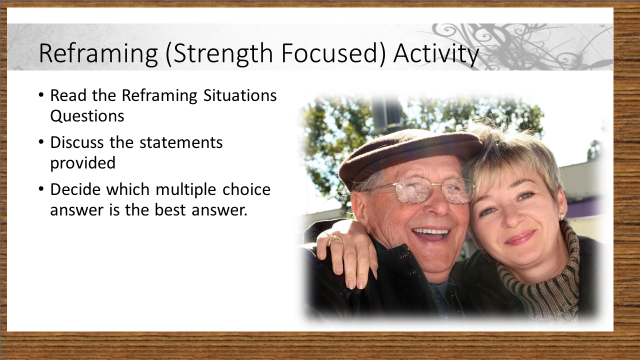 Reframing (Strength Focused) Activity
• Read the Reframing Situations
Questions
• Discuss the statements
provided
• Decide which multiple choice
answer is the best answer.